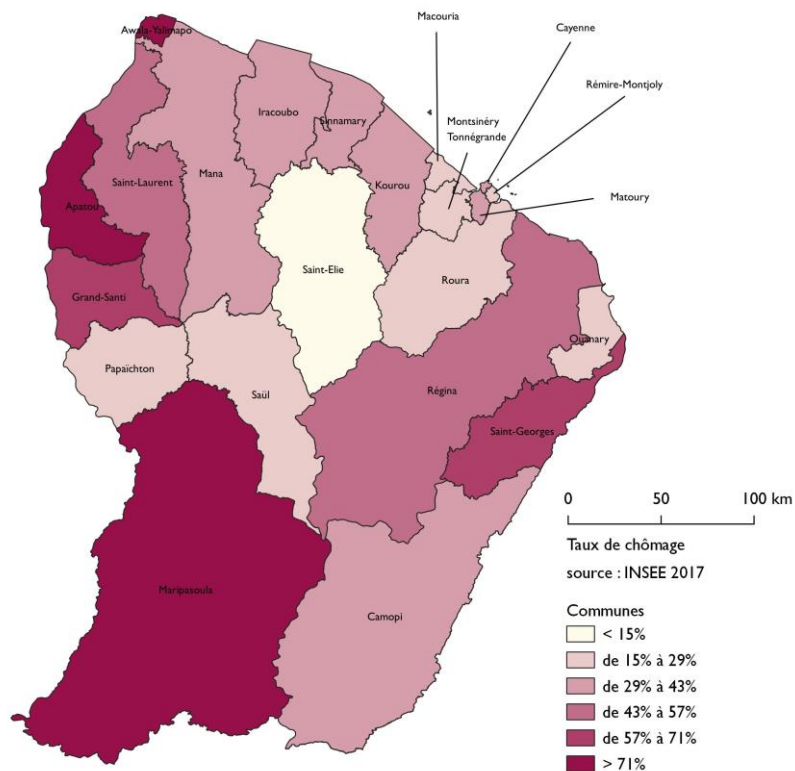 Macouria
Cayenne
Awala-Yalimapo
Rémire-Montjoly
Iracoubo
Sinnamary
Montsinéry
Tonnégrande
Mana
Saint-Laurent
Kourou
Matoury
Apatou
Saint-Elie
Roura
Grand-Santi
Ouanary
Papaïchton
Saül
Régina
Saint-Georges
0 50 100 km
Taux de chômage
source : INSEE 2017
Maripasoula
Camopi
Communes
< 15%
de 15% à 29%
de 29% à 43%
de 43% à 57%
de 57% à 71%
> 71%